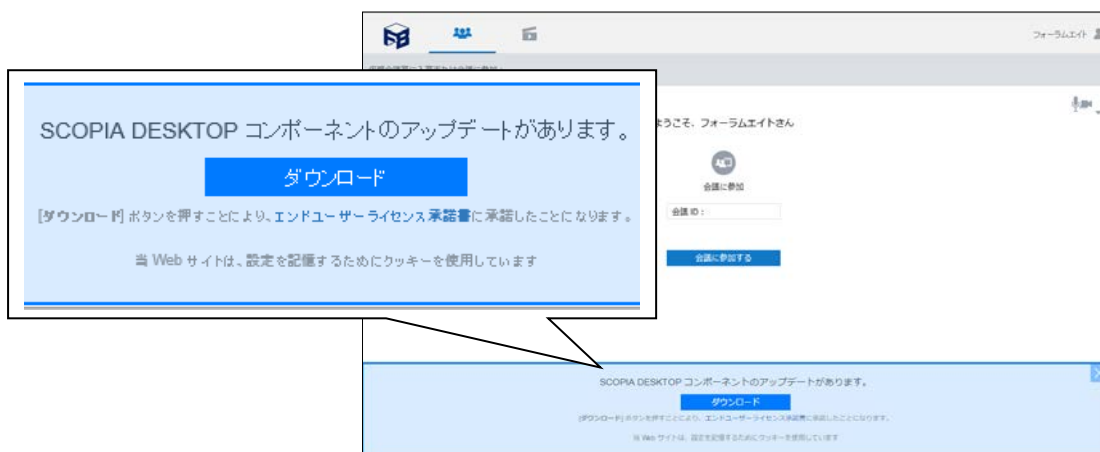 フォーラムエイト
SCOPIA DESKTOP コンポーネントのアップデートがあります。
ダウンロード
[ダウンロード] ボタンを押すことにより、エンドユーザーライセンス承諾書に承諾したことになります。
当 Web サイトは、設定を記憶するためにクッキーを使用しています
ようこそ、フォーラムエイトさん
会議に参加
会議 ID :
会議に参加する
SCOPIA DESKTOP コンポーネントのアップデートがあります。
ダウンロード
[ダウンロード] ボタンを押すことにより、エンドユーザーライセンス承諾書に承諾したことになります。
当 Web サイトは、設定を記憶するためにクッキーを使用しています